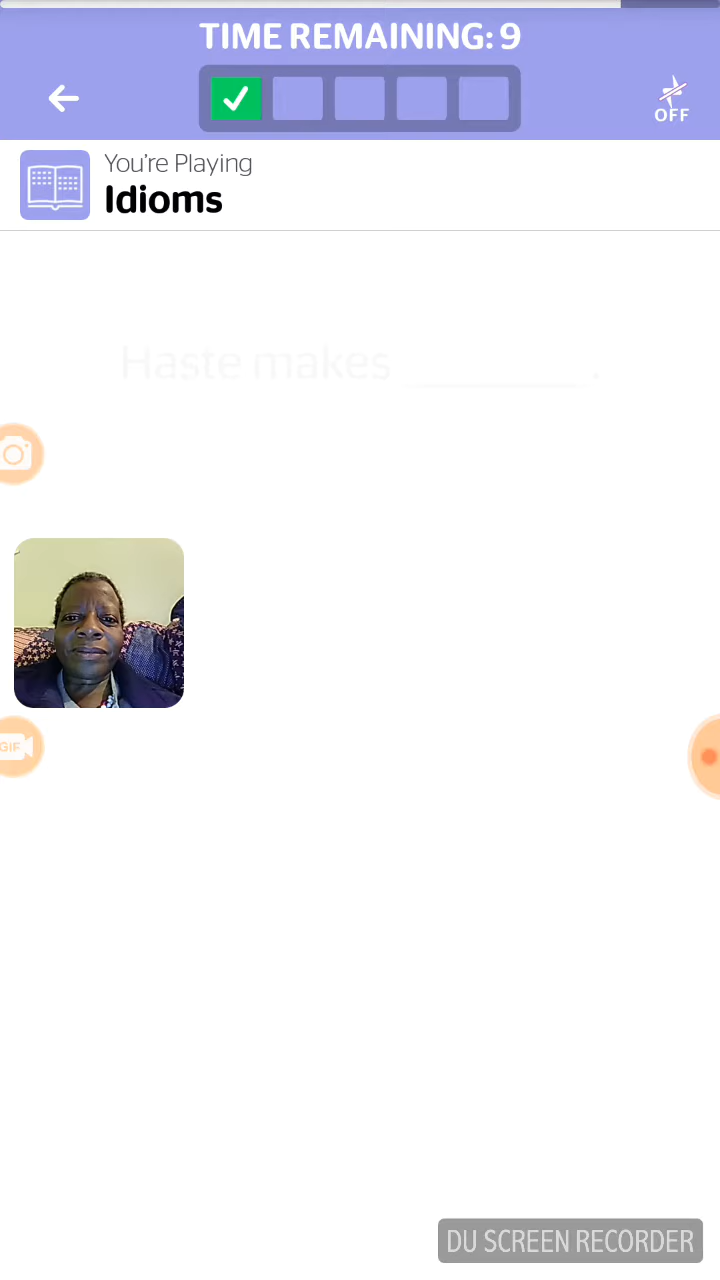 TIME REMAINING: 9
OFF
You're Playing
Idioms
Haste makes ________.
GIF
DU SCREEN RECORDER